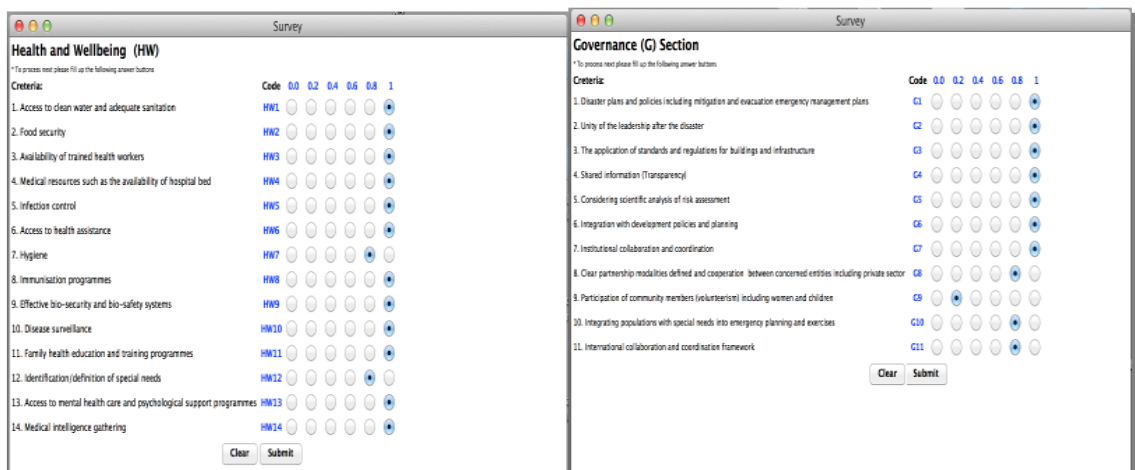 Survey
Health and Wellbeing (HW)
* To process next please fill up the following answer buttons
Creteria: Code 0.0 0.2 0.4 0.6 0.8 1
1. Access to clean water and adequate sanitation HW1
2. Food security HW2
3. Availability of trained health workers HW3
4. Medical resources such as the availability of hospital bed HW4
5. Infection control HW5
6. Access to health assistance HW6
7. Hygiene HW7
8. Immunisation programmes HW8
9. Effective bio-security and bio-safety systems HW9
10. Disease surveillance HW10
11. Family health education and training programmes HW11
12. Identification/definition of special needs HW12
13. Access to mental health care and psychological support programmes HW13
14. Medical intelligence gathering HW14
Clear Submit
Survey
Governance (G) Section
* To process next please fill up the following answer buttons
Creteria: Code 0.0 0.2 0.4 0.6 0.8 1
1. Disaster plans and policies including mitigation and evacuation emergency management plans G1
2. Unity of the leadership after the disaster G2
3. The application of standards and regulations for buildings and infrastructure G3
4. Shared information (Transparency) G4
5. Considering scientific analysis of risk assessment G5
6. Integration with development policies and planning G6
7. Institutional collaboration and coordination G7
8. Clear partnership modalities defined and cooperation between concerned entities including private sector G8
9. Participation of community members (volunteerism) including women and children G9
10. Integrating populations with special needs into emergency planning and exercises G10
11. International collaboration and coordination framework G11
Clear Submit